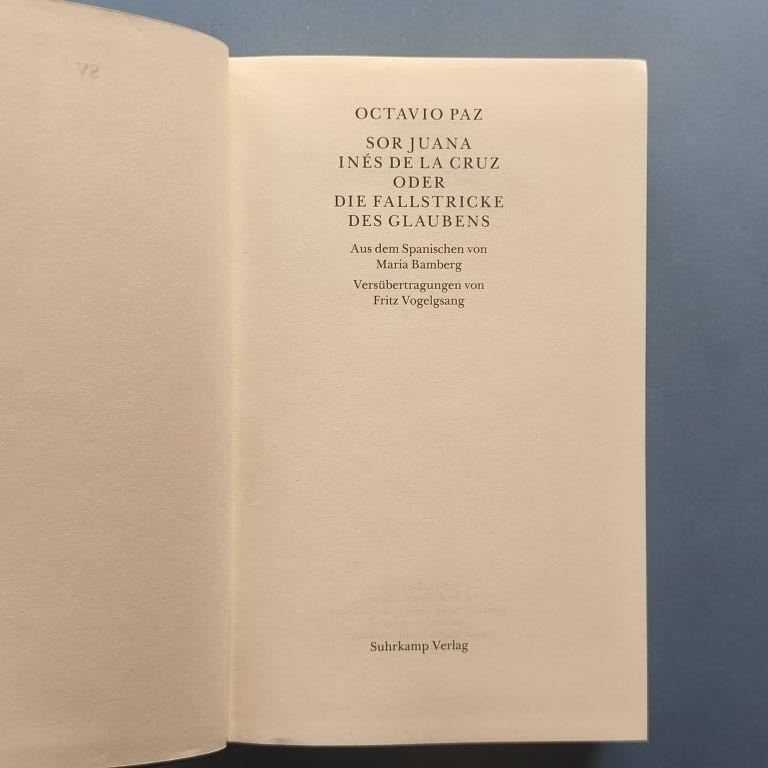 OCTAVIO PAZ
SOR JUANA
INÉS DE LA CRUZ
ODER
DIE FALLSTRICKE
DES GLAUBENS
Aus dem Spanischen von
Maria Bamberg
Versübertragungen von
Fritz Vogelgsang
Suhrkamp Verlag